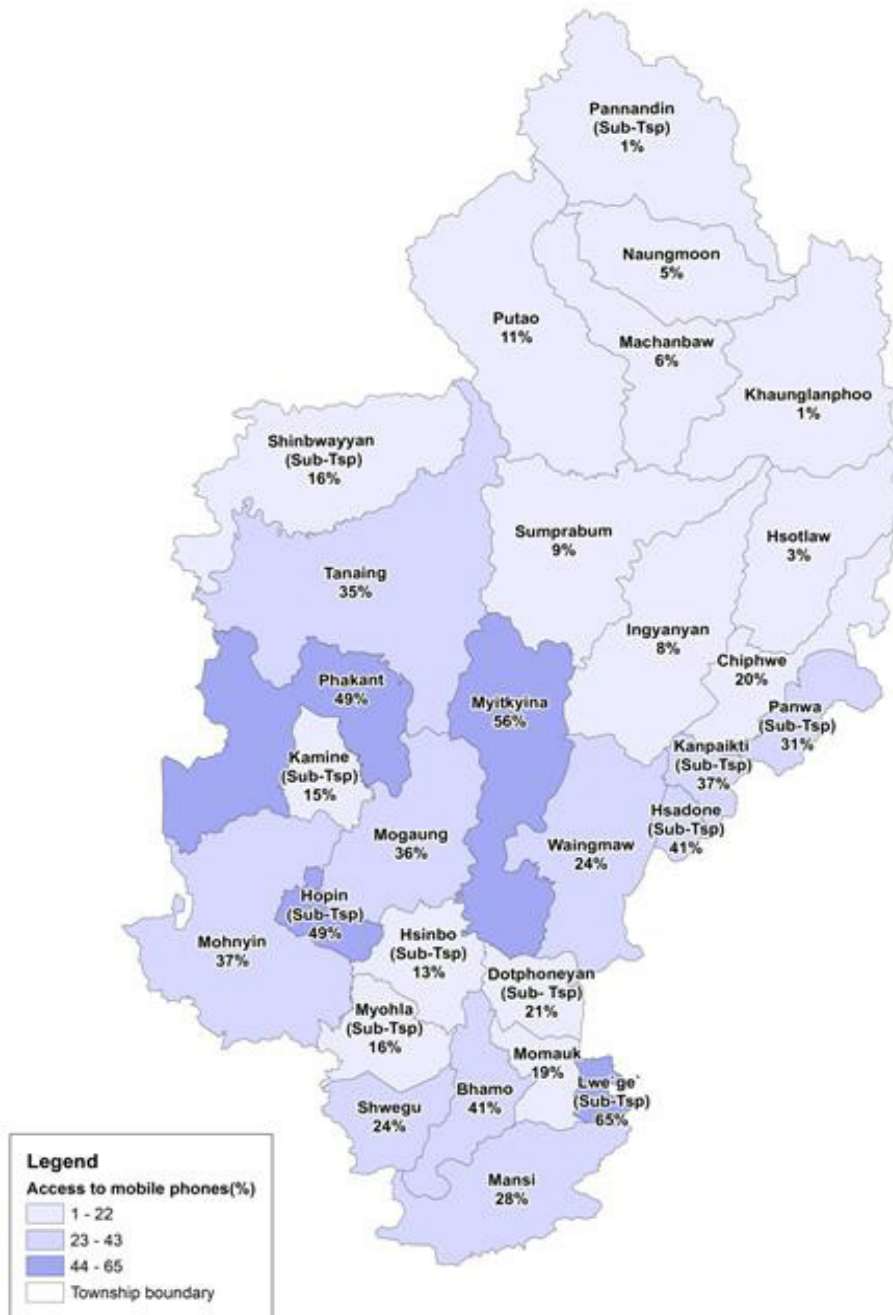 Pannandin
(Sub-Tsp)
1%
Naungmoon
5%
Putao
11%
Machanbaw
6%
Khaunglanphoo
1%
Shinbwayyan
(Sub-Tsp)
16%
Sumprabum
9%
Hsotlaw
3%
Tanaing
35%
Ingyanyan
8%
Chiphwe
20%
Phakant
49%
Myitkyina
56%
Panwa
(Sub-Tsp)
31%
Kanpaikti
(Sub-Tsp)
37%
Kamine
(Sub-Tsp)
15%
Hsadone
(Sub-Tsp)
41%
Mogaung
36%
Waingmaw
24%
Hopin
(Sub-Tsp)
49%
Mohnyin
37%
Hsinbo
(Sub-Tsp)
13%
Dotphoneyan
(Sub- Tsp)
21%
Myohla
(Sub-Tsp)
16%
Momauk
19%
Lwe`ge`
(Sub-Tsp)
65%
Shwegu
24%
Bhamo
41%
Mansi
28%
Legend
Access to mobile phones(%)
1 - 22
23 - 43
44 - 65
Township boundary